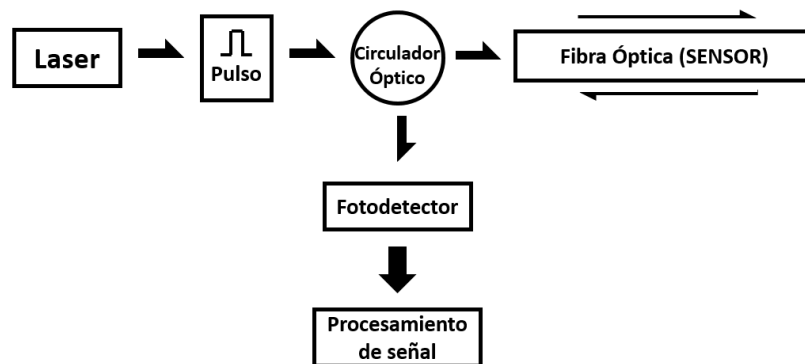 Laser
Pulso
Circulador
Óptico
Fibra Óptica (SENSOR)
Fotodetector
Procesamiento
de señal